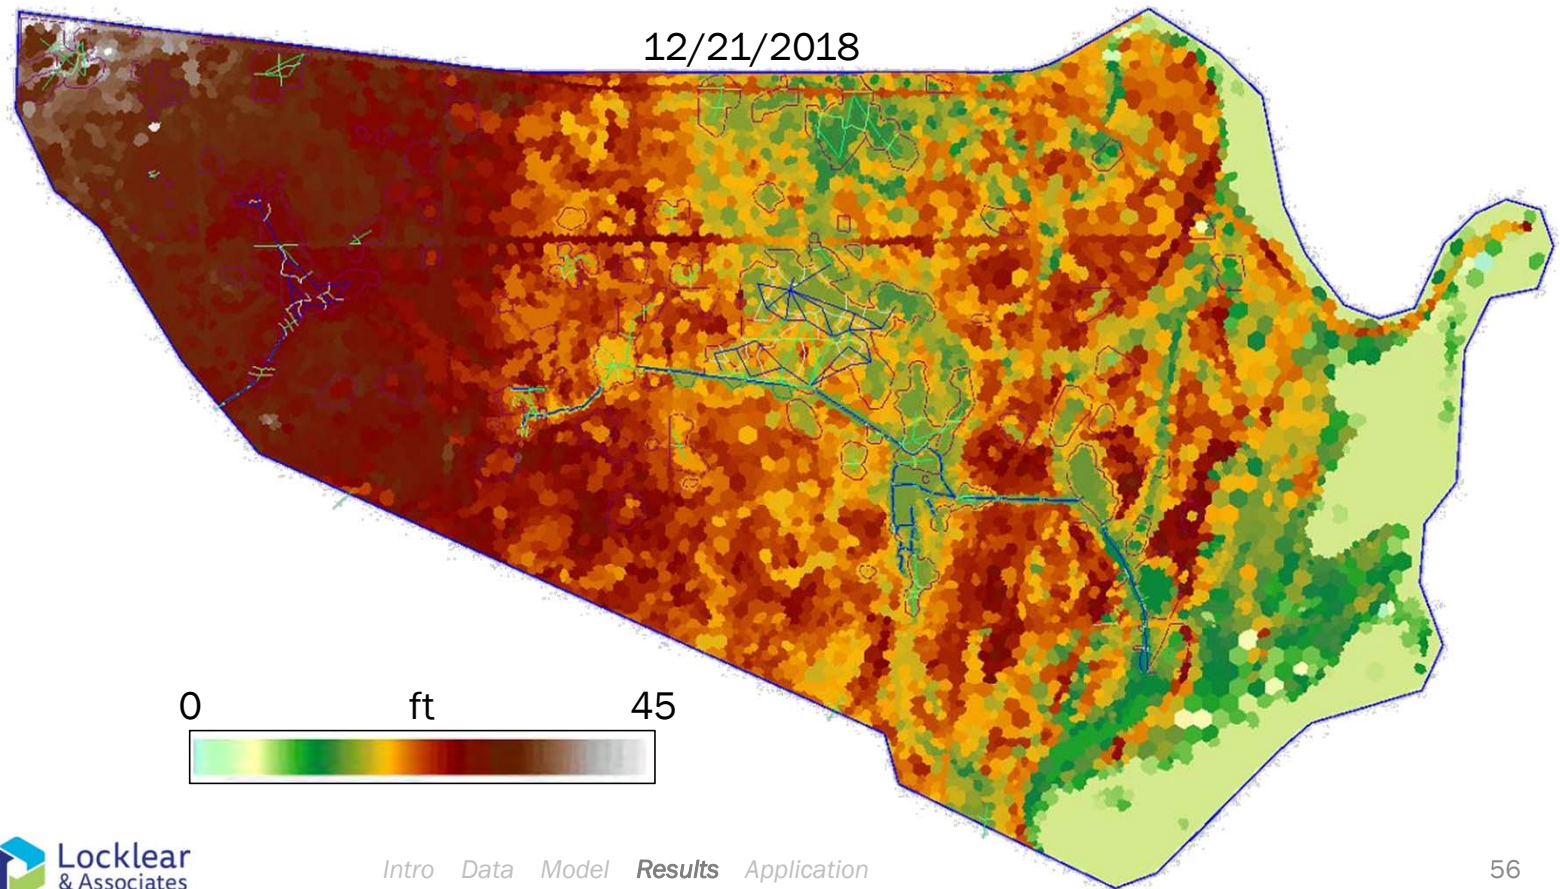 12/21/2018
0 ft 45
Locklear
& Associates
Intro Data Model Results Application
56